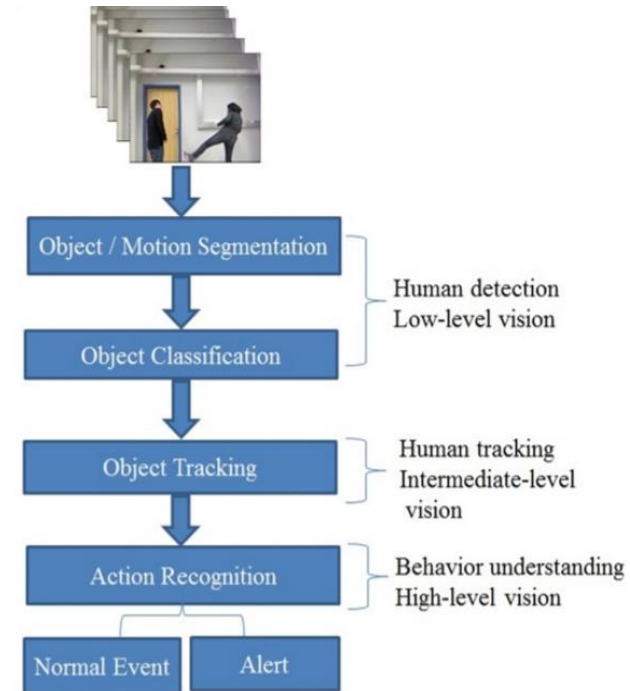 Object / Motion Segmentation
Human detection
Low-level vision
Object Classification
Object Tracking
Human tracking
Intermediate-level
vision
Action Recognition
Behavior understanding
High-level vision
Normal Event
Alert